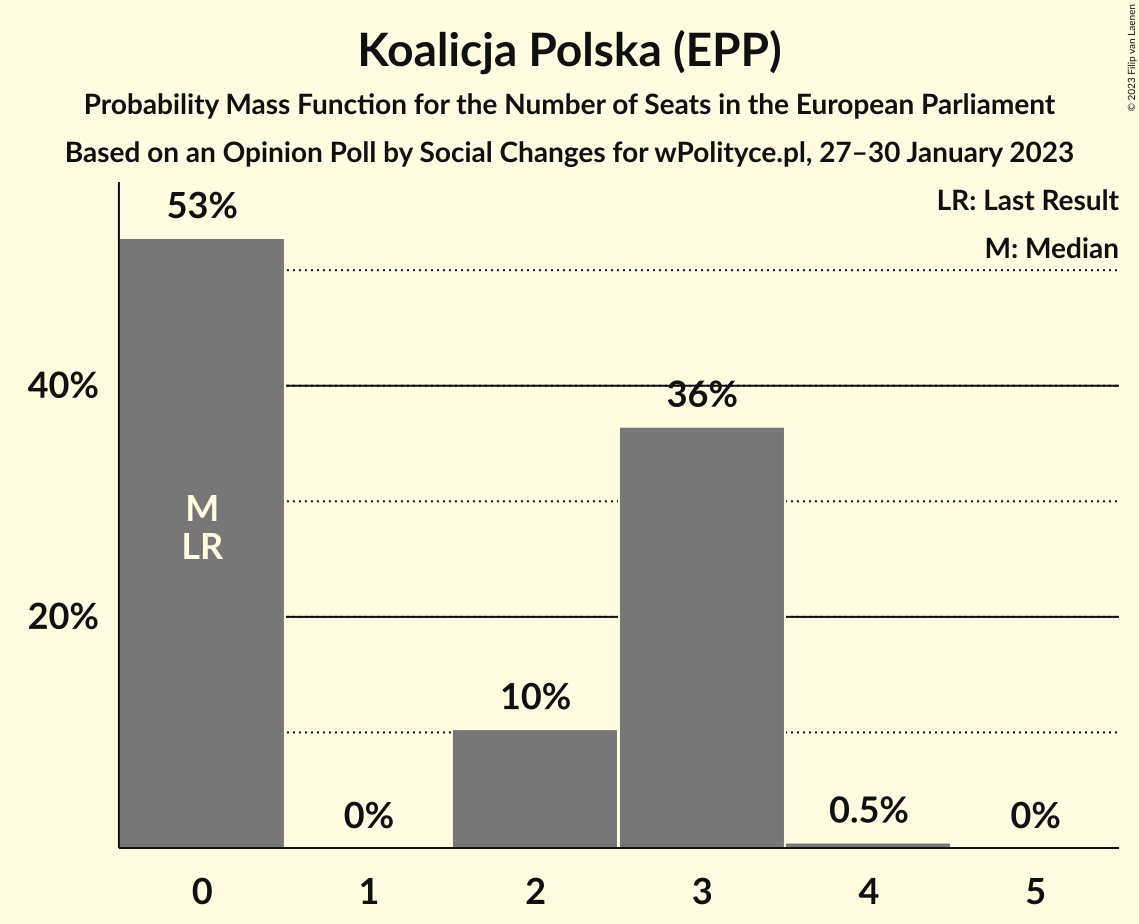 © 2023 Filip van Laenen
Koalicja Polska (EPP)
Probability Mass Function for the Number of Seats in the European Parliament
Based on an Opinion Poll by Social Changes for wPolityce.pl, 27–30 January 2023
LR: Last Result
M: Median
53%
40%
36%
M
LR
20%
10%
0%
0.5%
0%
0 1 2 3 4 5